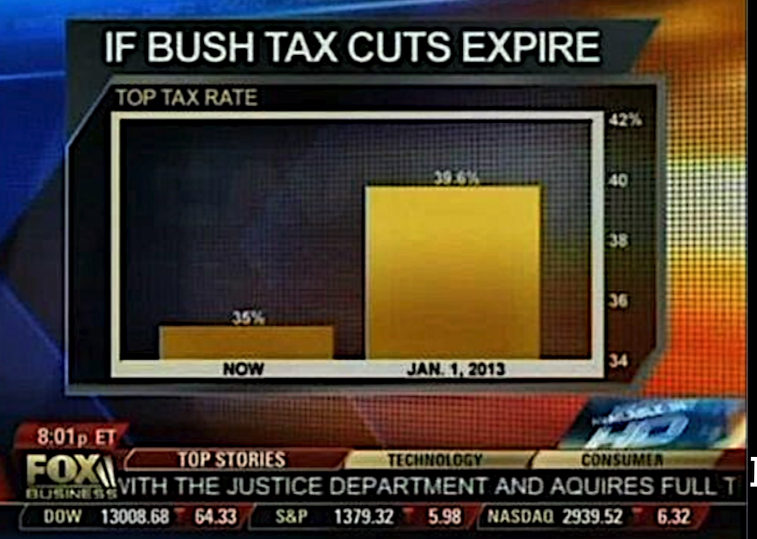 IF BUSH TAX CUTS EXPIRE
TOP TAX RATE
42%
40
38
36
34
39.6%
35%
NOW JAN. 1, 2013
8:01p ET
HD
TOP STORIES TECHNOLOGY CONSUMER
FOX
BUSINESS
WITH THE JUSTICE DEPARTMENT AND AQUIRES FULL T
DOW 13008.68 64.33 S&P 1379.32 5.98 NASDAQ 2939.52 6.32